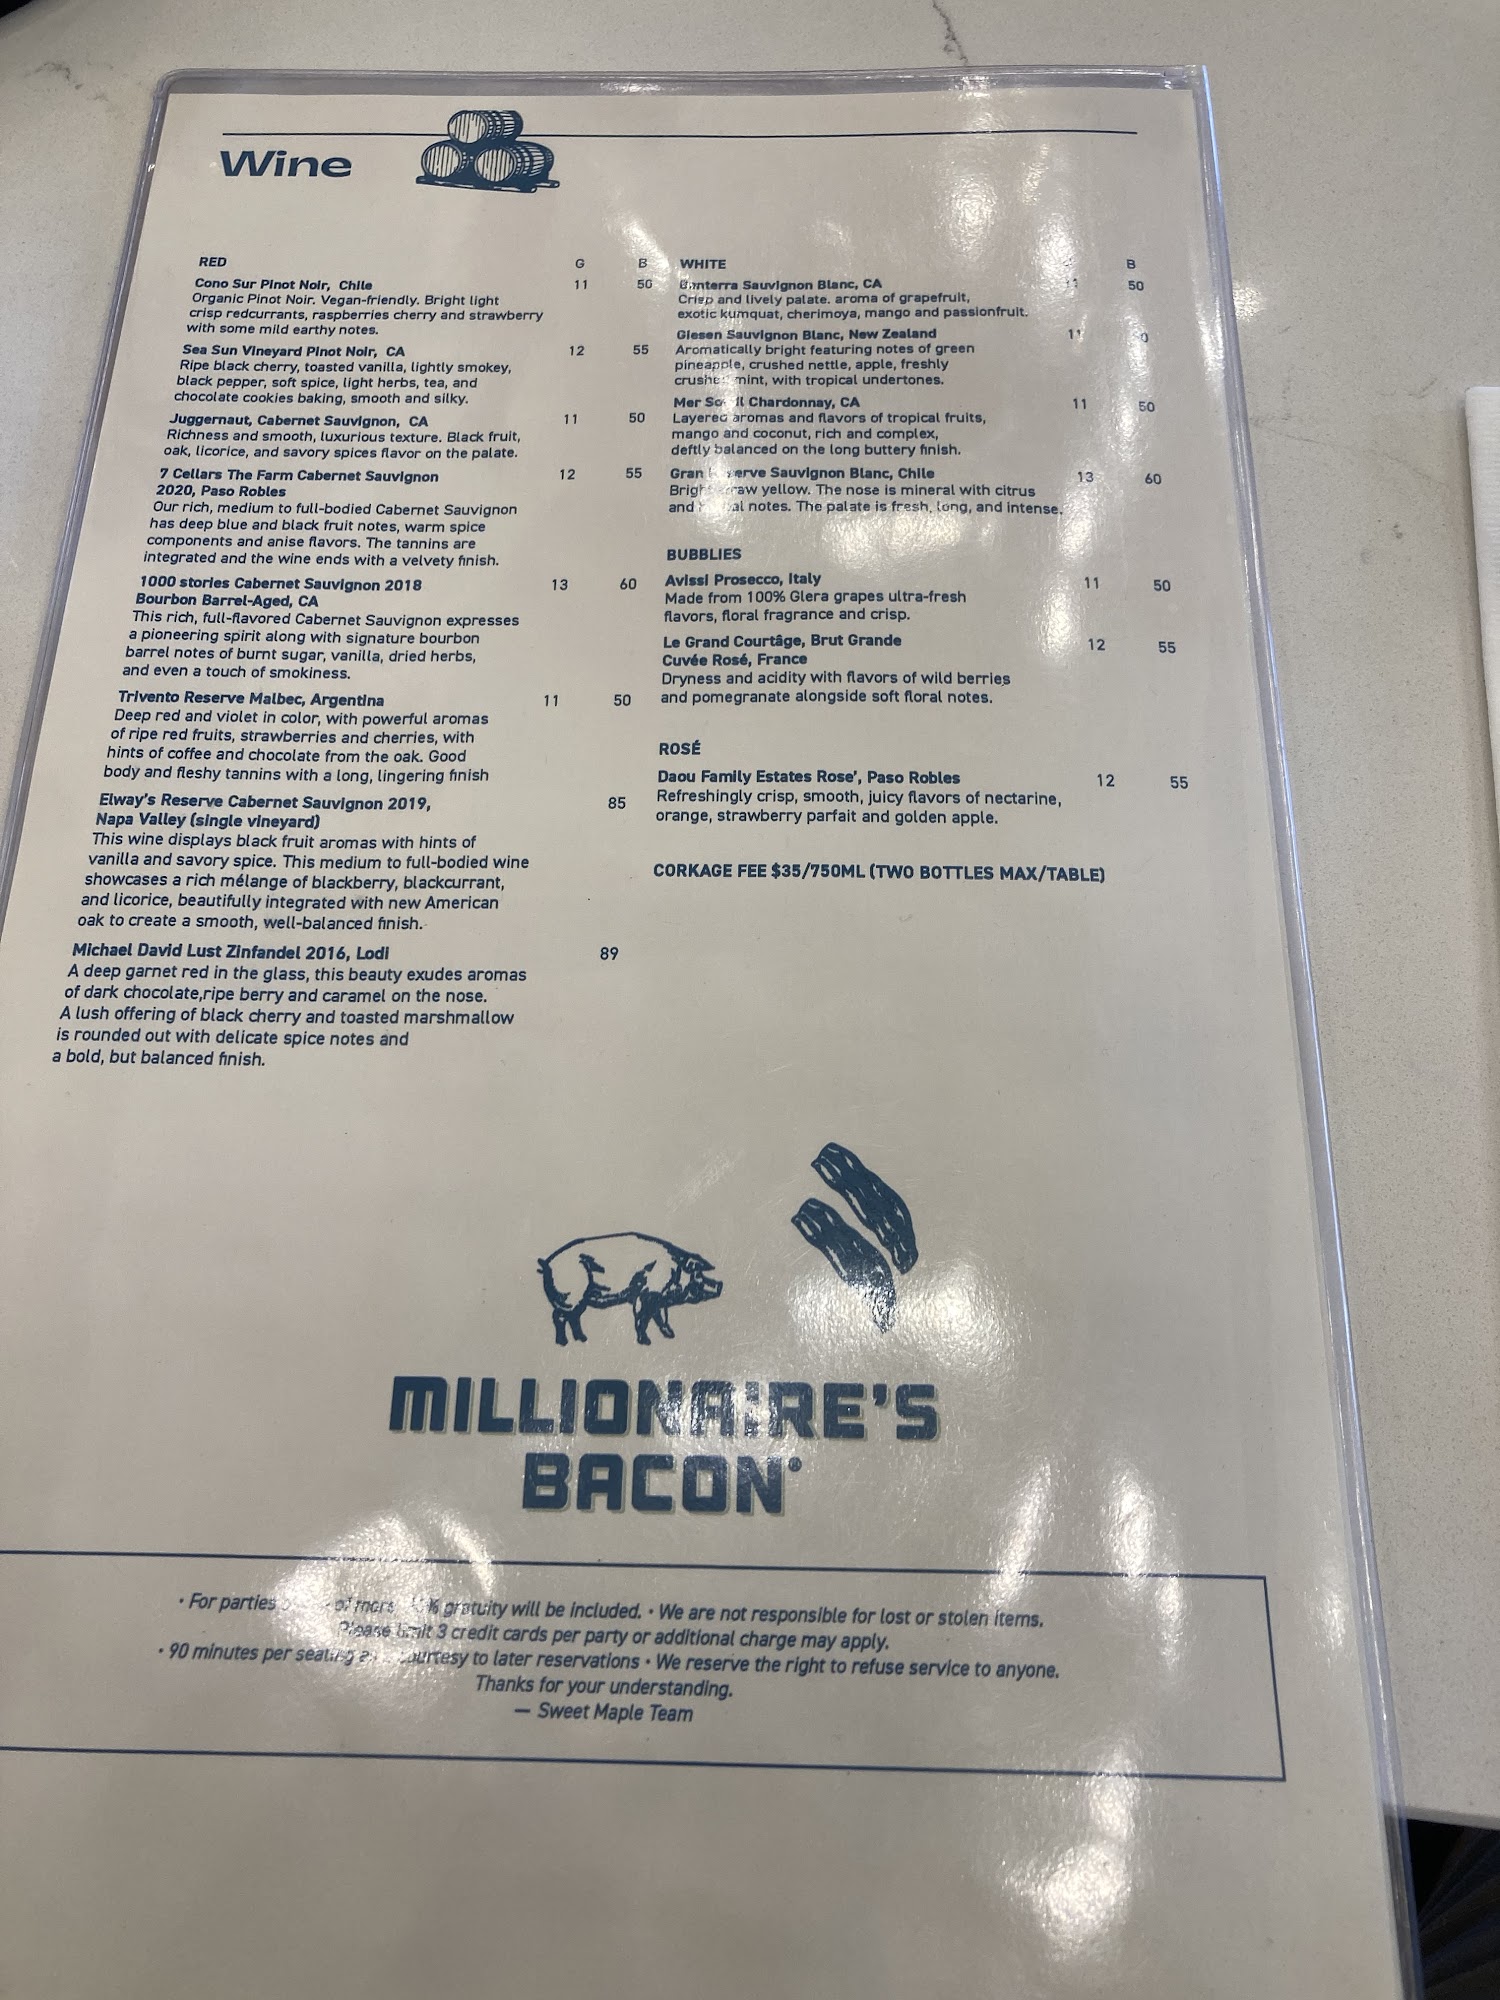 Wine
RED G B
Cono Sur Pinot Noir, Chile 11 50
Organic Pinot Noir. Vegan-friendly. Bright light
crisp redcurrants, raspberries cherry and strawberry
with some mild earthy notes.
Sea Sun Vineyard Pinot Noir, CA 12 55
Ripe black cherry, toasted vanilla, lightly smokey,
black pepper, soft spice, light herbs, tea, and
chocolate cookies baking, smooth and silky.
Juggernaut, Cabernet Sauvignon, CA 11 50
Richness and smooth, luxurious texture. Black fruit,
oak, licorice, and savory spices flavor on the palate.
7 Cellars The Farm Cabernet Sauvignon 12 55
2020, Paso Robles
Our rich, medium to full-bodied Cabernet Sauvignon
has deep blue and black fruit notes, warm spice
components and anise flavors. The tannins are
integrated and the wine ends with a velvety finish.
1000 stories Cabernet Sauvignon 2018 13 60
Bourbon Barrel-Aged, CA
This rich, full-flavored Cabernet Sauvignon expresses
a pioneering spirit along with signature bourbon
barrel notes of burnt sugar, vanilla, dried herbs,
and even a touch of smokiness.
Trivento Reserve Malbec, Argentina 11 50
Deep red and violet in color, with powerful aromas
of ripe red fruits, strawberries and cherries, with
hints of coffee and chocolate from the oak. Good
body and fleshy tannins with a long, lingering finish
Elway's Reserve Cabernet Sauvignon 2019, 85
Napa Valley (single vineyard)
This wine displays black fruit aromas with hints of
vanilla and savory spice. This medium to full-bodied wine
showcases a rich mélange of blackberry, blackcurrant,
and licorice, beautifully integrated with new American
oak to create a smooth, well-balanced finish.
Michael David Lust Zinfandel 2016, Lodi 89
A deep garnet red in the glass, this beauty exudes aromas
of dark chocolate,ripe berry and caramel on the nose.
A lush offering of black cherry and toasted marshmallow
is rounded out with delicate spice notes and
a bold, but balanced finish.
WHITE B
Sauvignon Blanc, CA 50
Crisp and lively palate. aroma of grapefruit,
exotic kumquat, cherimoya, mango and passionfruit.
Giesen Sauvignon Blanc, New Zealand 11
Aromatically bright featuring notes of green
pineapple, crushed nettle, apple, freshly
crushed mint, with tropical undertones.
Mer Chardonnay, CA 11 50
Layered aromas and flavors of tropical fruits,
mango and coconut, rich and complex,
deftly balanced on the long buttery finish.
Gran Sauvignon Blanc, Chile 13 60
yellow. The nose is mineral with citrus
and notes. The palate is fresh, long, and intense.
BUBBLIES
Avissi Prosecco, Italy 11 50
Made from 100% Glera grapes ultra-fresh
flavors, floral fragrance and crisp.
Le Grand Courtâge, Brut Grande 12 55
Cuvée Rosé, France
Dryness and acidity with flavors of wild berries
and pomegranate alongside soft floral notes.
ROSÉ
Daou Family Estates Rose', Paso Robles 12 55
Refreshingly crisp, smooth, juicy flavors of nectarine,
orange, strawberry parfait and golden apple.
CORKAGE FEE $35/750ML (TWO BOTTLES MAX/TABLE)
MILLIONAIRE'S
BACON®
• For parties gratuity will be included. • We are not responsible for lost or stolen items.
Please limit 3 credit cards per party or additional charge may apply.
• 90 minutes per seating courtesy to later reservations • We reserve the right to refuse service to anyone.
Thanks for your understanding.
— Sweet Maple Team